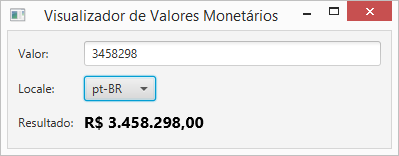 Visualizador de Valores Monetários
Valor: 3458298
Locale: pt-BR
Resultado: R$ 3.458.298,00